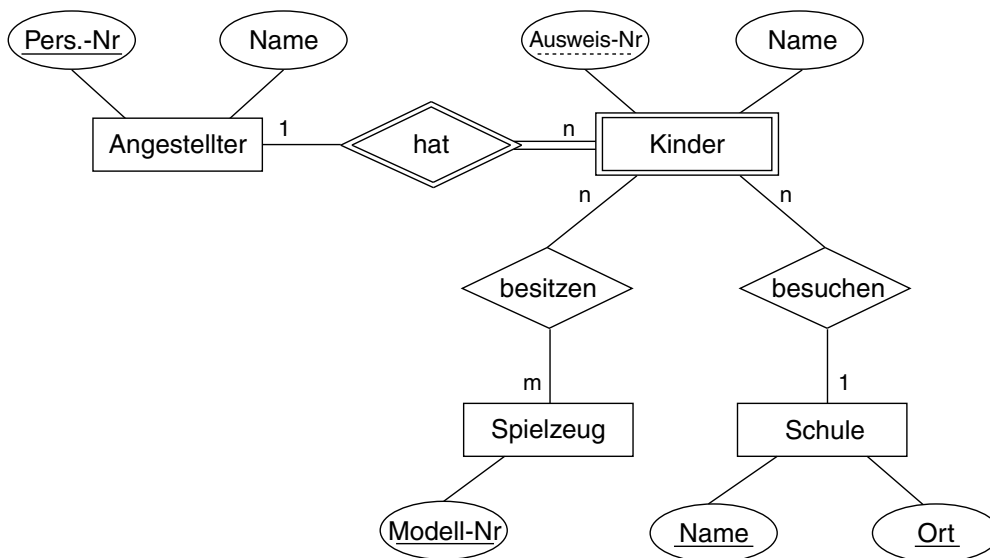 Pers.-Nr
Name
Ausweis-Nr
Name
Angestellter
1
hat
n
Kinder
n
n
besitzen
besuchen
m
1
Spielzeug
Schule
Modell-Nr
Name
Ort